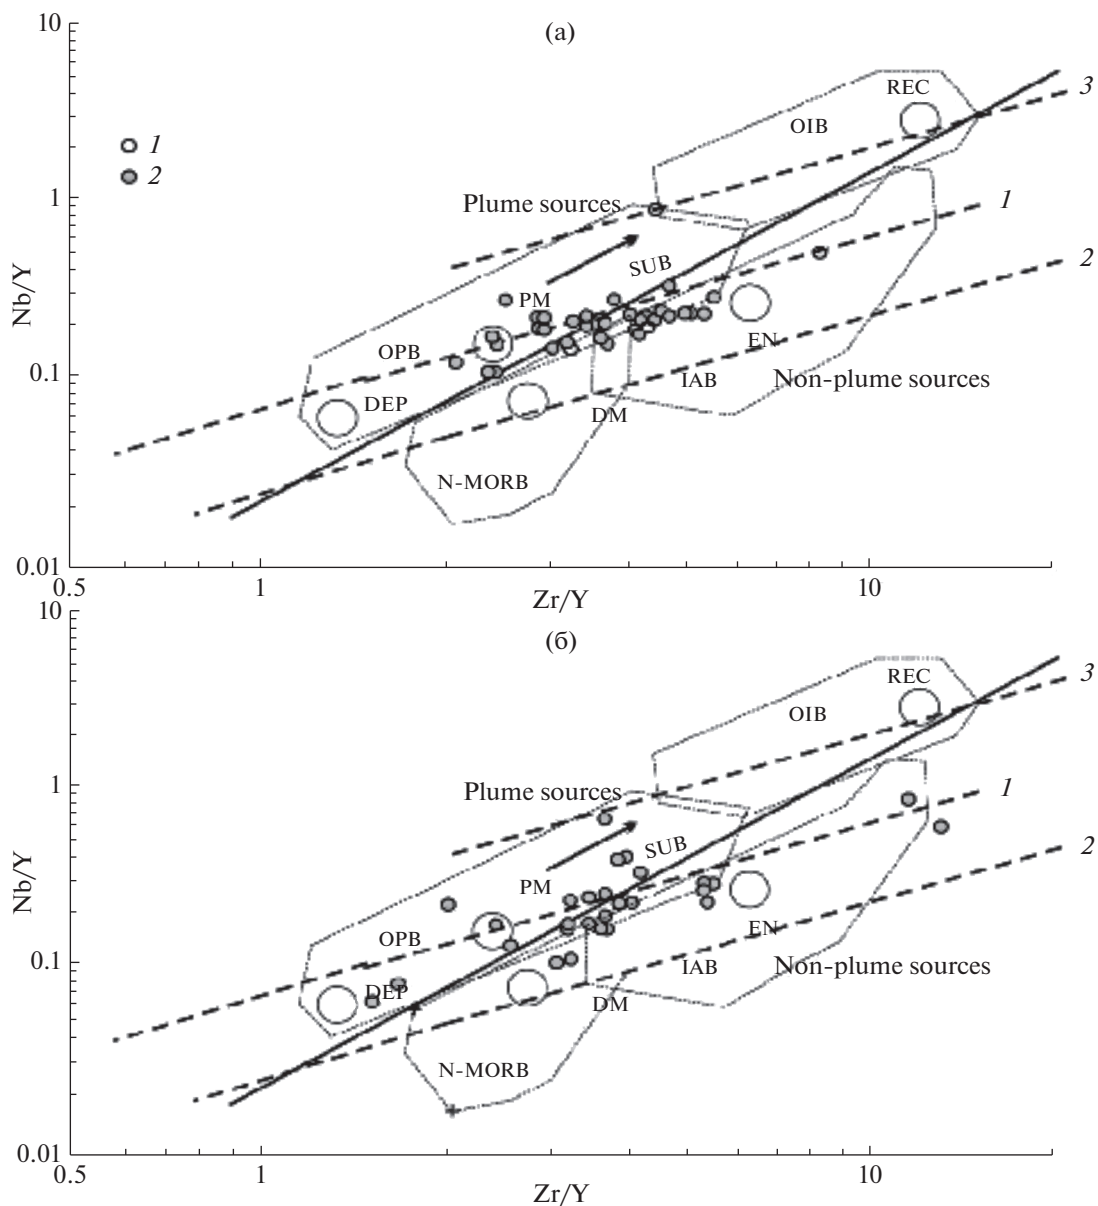 10
(а)
REC
3
OIB
1
2
1
Plume sources
1
SUB
2
Nb/Y
PM
OPB
EN
0.1
IAB
Non-plume sources
DEP
DM
N-MORB
0.01
0.5
1
10
Zr/Y
10
(б)
REC
3
OIB
1
Plume sources
1
SUB
2
Nb/Y
PM
OPB
EN
0.1
IAB
Non-plume sources
DEP
DM
N-MORB
0.01
0.5
1
10
Zr/Y